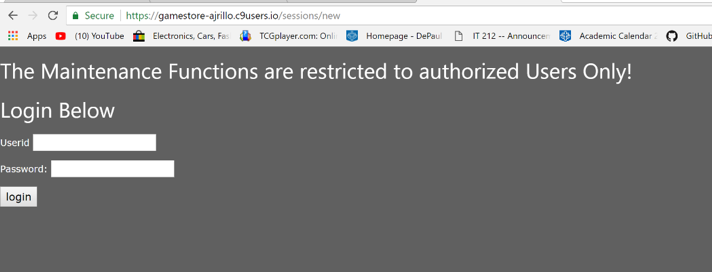 Secure https://gamestore-ajrillo.c9users.io/sessions/new
Apps (10) YouTube Electronics, Cars, Fas TCGplayer.com: Onli Homepage - DePaul IT 212 -- Announcem Academic Calendar GitHub
The Maintenance Functions are restricted to authorized Users Only!
Login Below
Userid
Password:
login